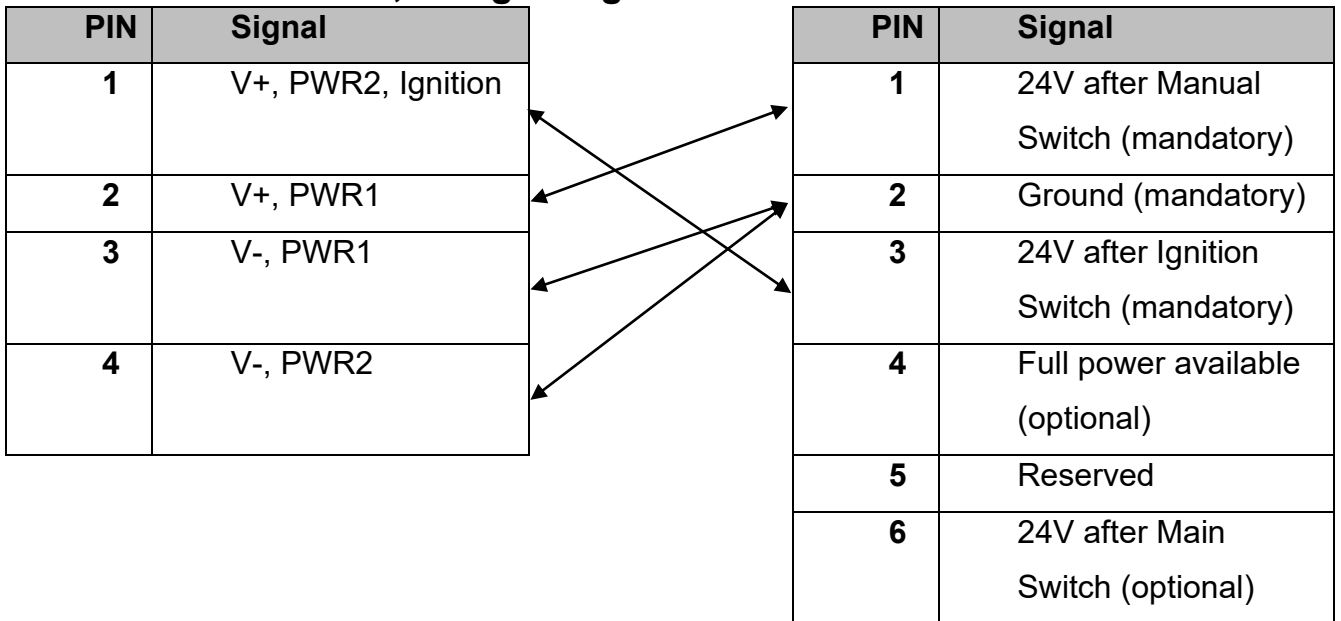 PIN Signal
1 V+, PWR2, Ignition
2 V+, PWR1
3 V-, PWR1
4 V-, PWR2
PIN Signal
1 24V after Manual
Switch (mandatory)
2 Ground (mandatory)
3 24V after Ignition
Switch (mandatory)
4 Full power available
(optional)
5 Reserved
6 24V after Main
Switch (optional)